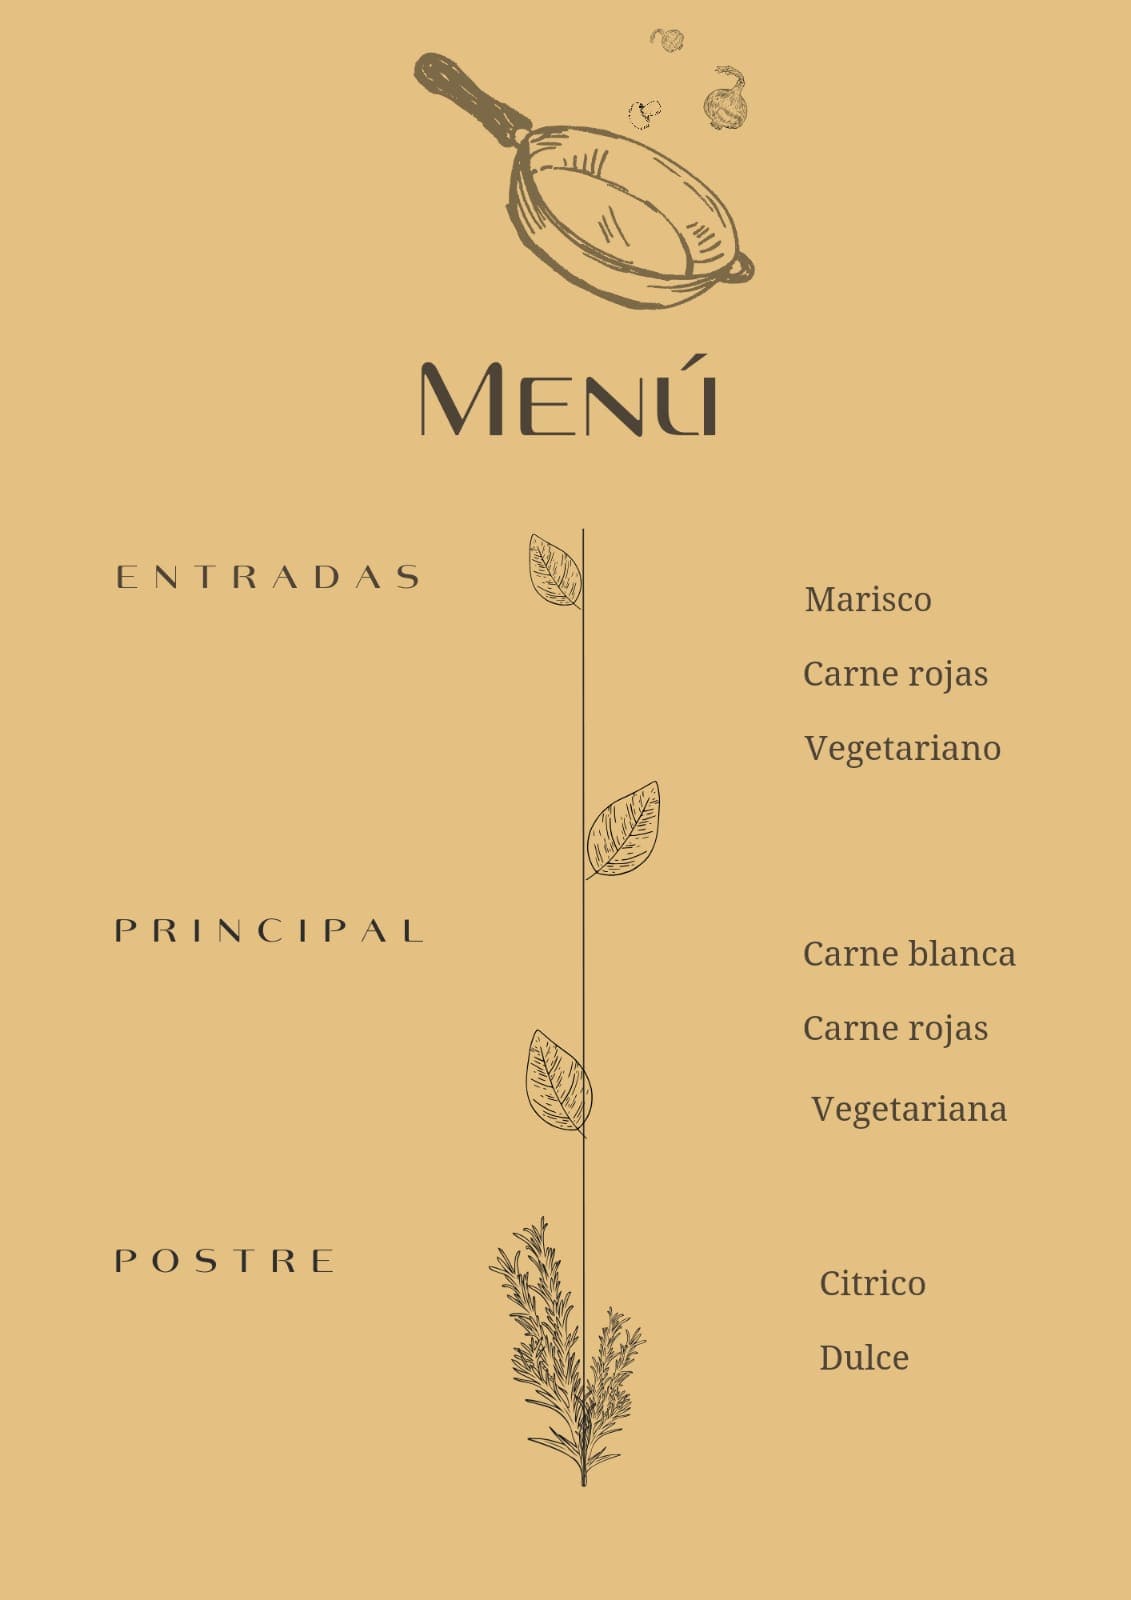 MENÚ
ENTRADAS
Marisco
Carne rojas
Vegetariano
PRINCIPAL
Carne blanca
Carne rojas
Vegetariana
POSTRE
Citrico
Dulce